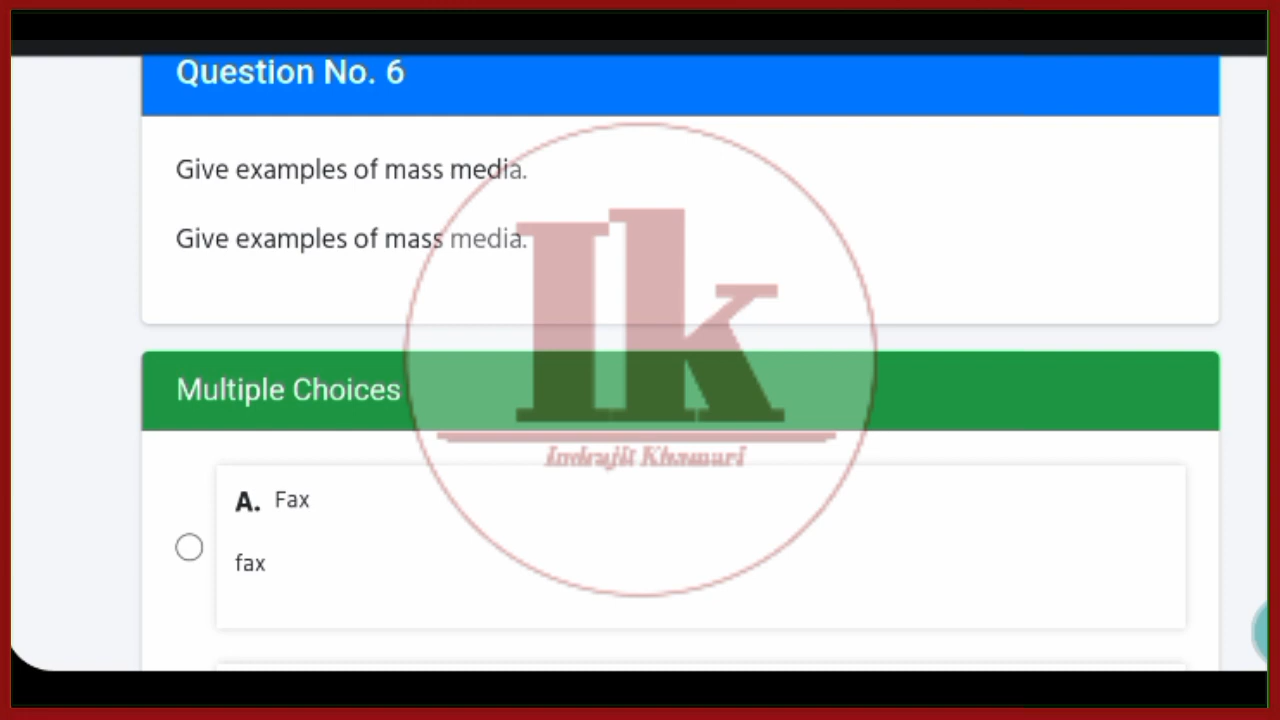 Question No. 6
Give examples of mass media.
Give examples of mass media.
Ik
Multiple Choices
Indrajit Khamari
A. Fax
fax